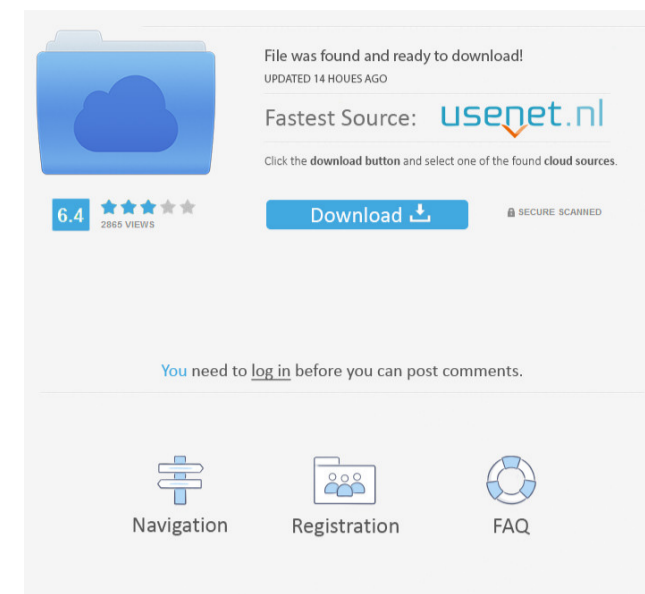 File was found and ready to download!
UPDATED 14 HOUES AGO
Fastest Source: usenet.nl
Click the download button and select one of the found cloud sources.
6.4
2865 VIEWS
Download
SECURE SCANNED
You need to log in before you can post comments.
Navigation
Registration
FAQ